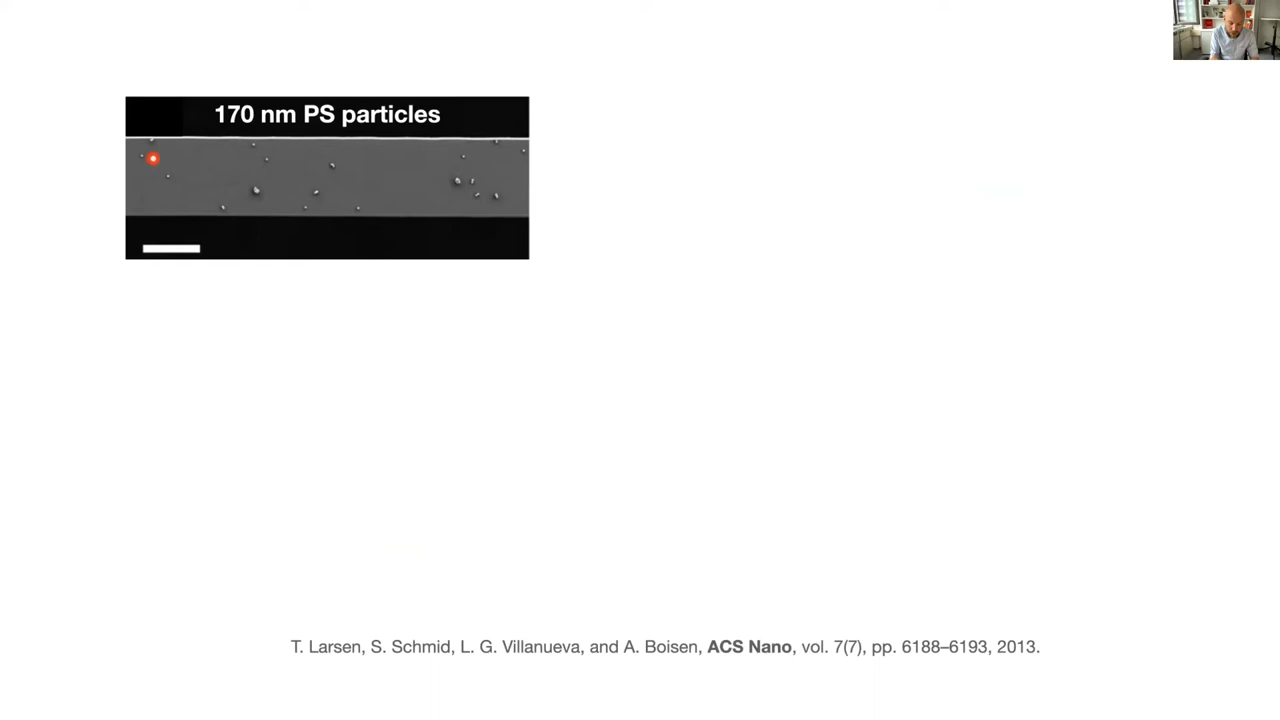 170 nm PS particles
T. Larsen, S. Schmid, L. G. Villanueva, and A. Boisen, ACS Nano, vol. 7(7), pp. 6188–6193, 2013.